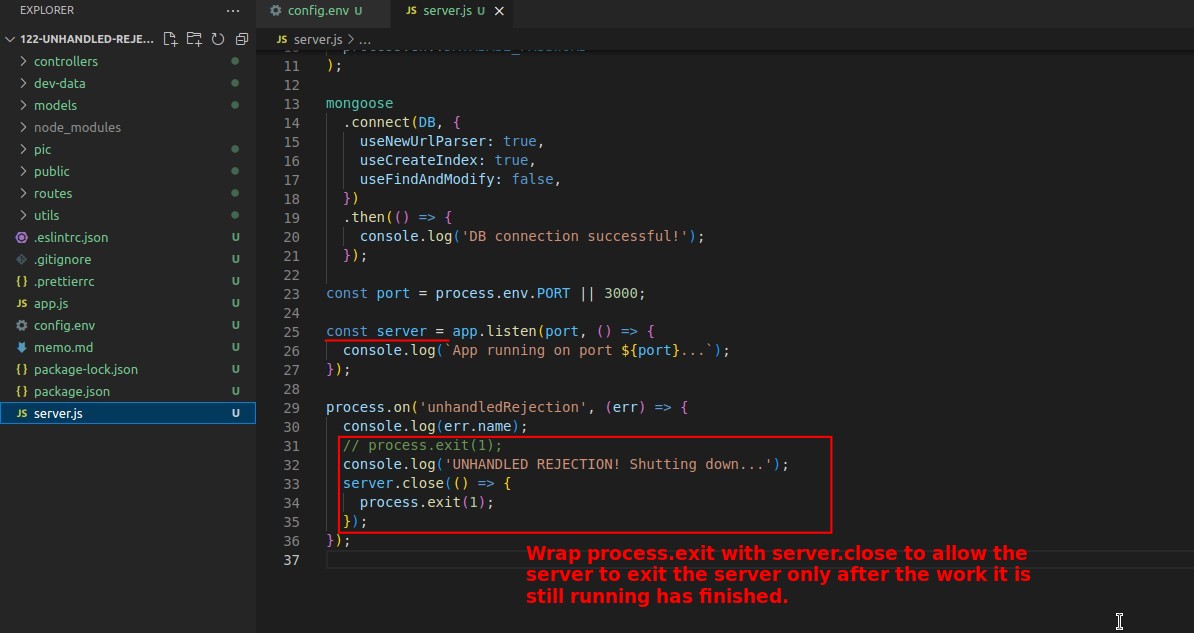 EXPLORER ...
122-UNHANDLED-REJE...
controllers
dev-data
models
node_modules
pic
public
routes
utils
.eslintrc.json U
.gitignore U
{} .prettierrc U
JS app.js U
config.env U
memo.md U
{} package-lock.json U
{} package.json U
JS server.js U
config.env U JS server.js U
JS server.js > ...
11 );
12
13 mongoose
14 .connect(DB, {
15 useNewUrlParser: true,
16 useCreateIndex: true,
17 useFindAndModify: false,
18 })
19 .then(() => {
20 console.log('DB connection successful!');
21 });
22
23 const port = process.env.PORT || 3000;
24
25 const server = app.listen(port, () => {
26 console.log(`App running on port ${port}...`);
27 });
28
29 process.on('unhandledRejection', (err) => {
30 console.log(err.name);
31 // process.exit(1);
32 console.log('UNHANDLED REJECTION! Shutting down...');
33 server.close(() => {
34 process.exit(1);
35 });
36 });
37
Wrap process.exit with server.close to allow the
server to exit the server only after the work it is
still running has finished.